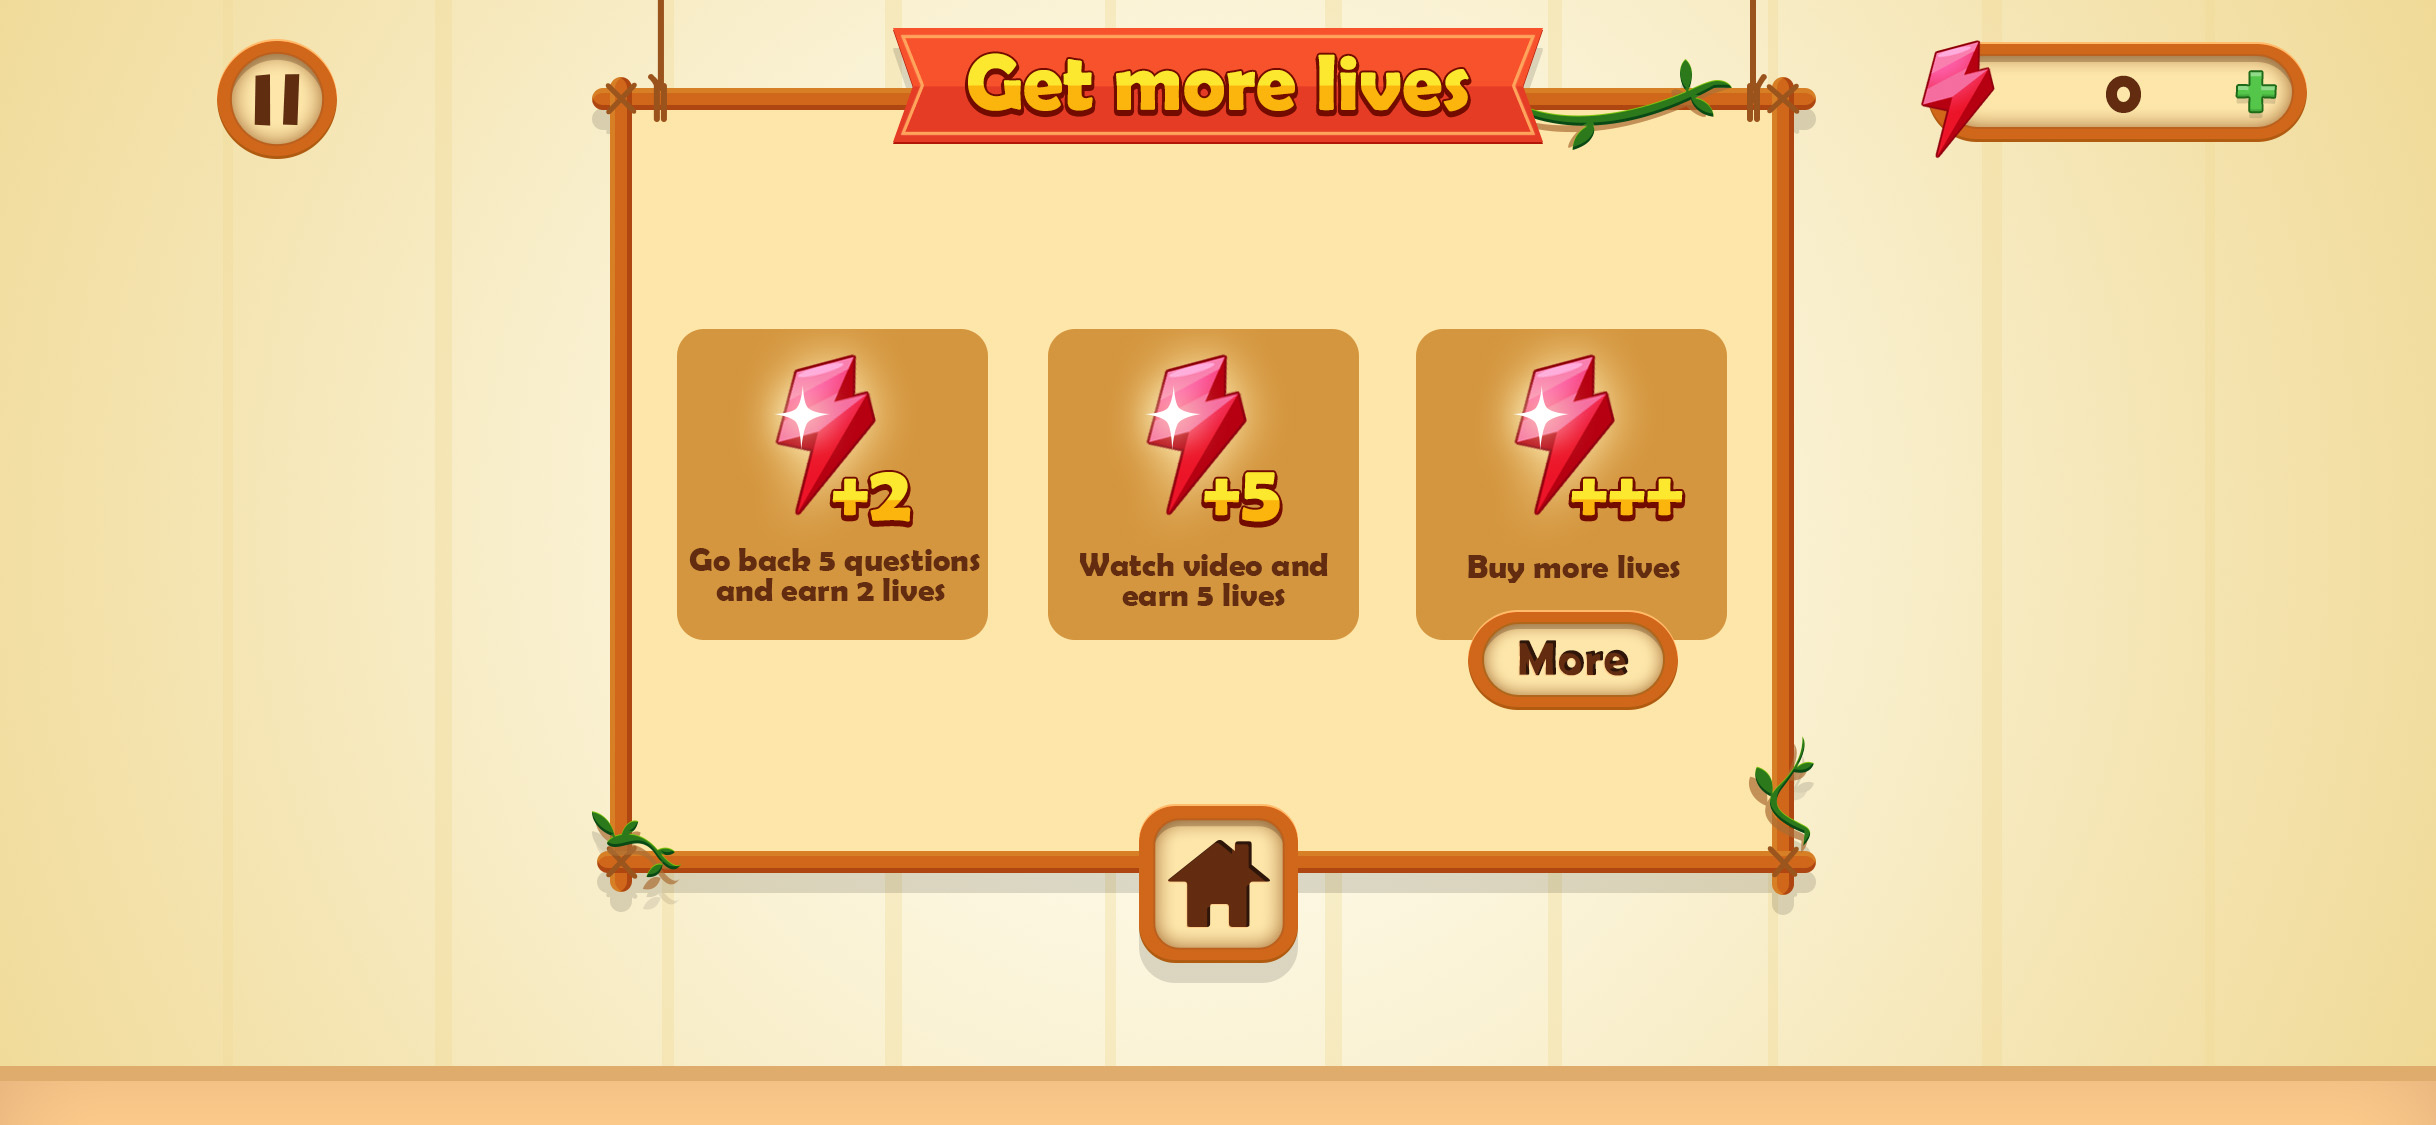 Get more lives
0
+2
Go back 5 questions
and earn 2 lives
+5
Watch video and
earn 5 lives
+++
Buy more lives
More